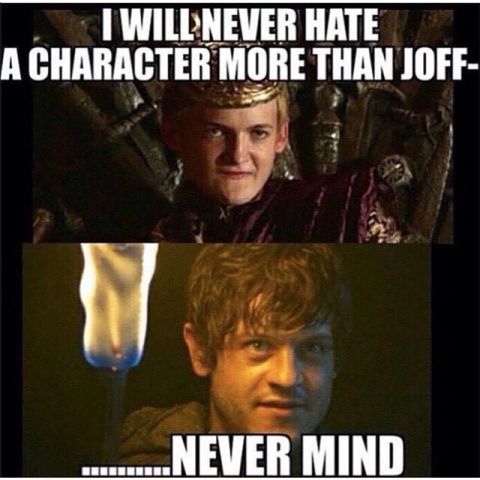 I WILL NEVER HATE
A CHARACTER MORE THAN JOFF-
..........NEVER MIND